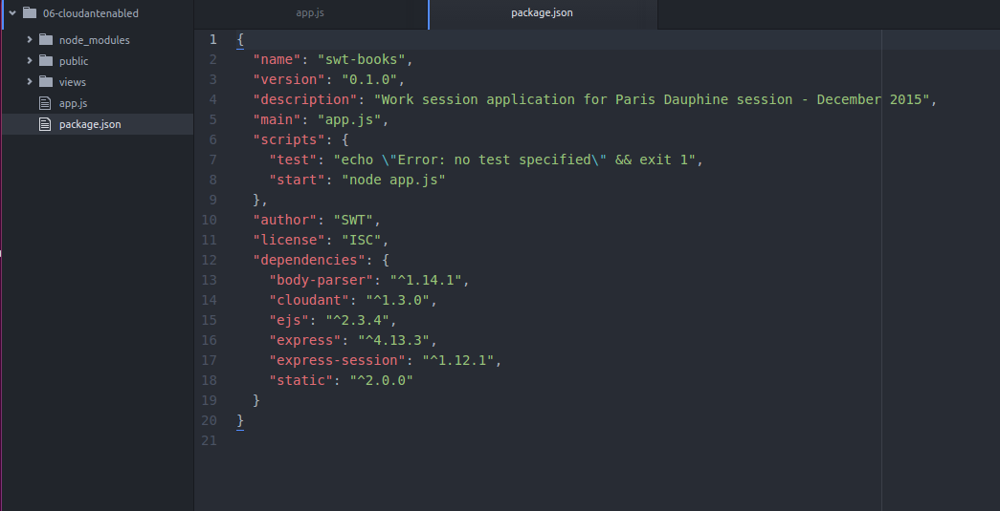 06-cloudantenabled
node_modules
public
views
app.js
package.json
app.js
package.json
1 {
2 "name": "swt-books",
3 "version": "0.1.0",
4 "description": "Work session application for Paris Dauphine session - December 2015",
5 "main": "app.js",
6 "scripts": {
7 "test": "echo \"Error: no test specified\" && exit 1",
8 "start": "node app.js"
9 },
10 "author": "SWT",
11 "license": "ISC",
12 "dependencies": {
13 "body-parser": "^1.14.1",
14 "cloudant": "^1.3.0",
15 "ejs": "^2.3.4",
16 "express": "^4.13.3",
17 "express-session": "^1.12.1",
18 "static": "^2.0.0"
19 }
20 }
21